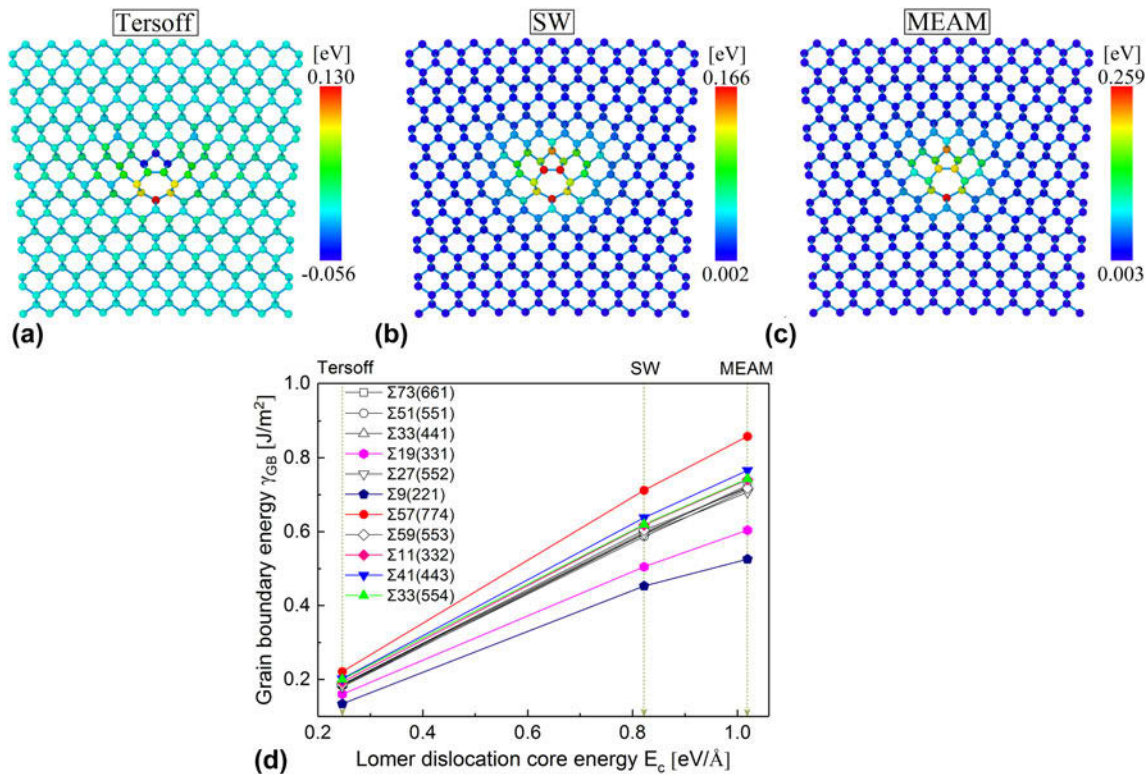 Tersoff
SW
MEAM
[eV]
0.130
-0.056
[eV]
0.166
0.002
[eV]
0.259
0.003
(a)
(b)
(c)
Tersoff
SW
MEAM
1.0
0.8
0.6
0.4
0.2
Grain boundary energy γGB [J/m²]
Σ73(661)
Σ51(551)
Σ33(441)
Σ19(331)
Σ27(552)
Σ9(221)
Σ57(774)
Σ59(553)
Σ11(332)
Σ41(443)
Σ33(554)
0.2 0.4 0.6 0.8 1.0
(d)
Lomer dislocation core energy Ec [eV/Å]